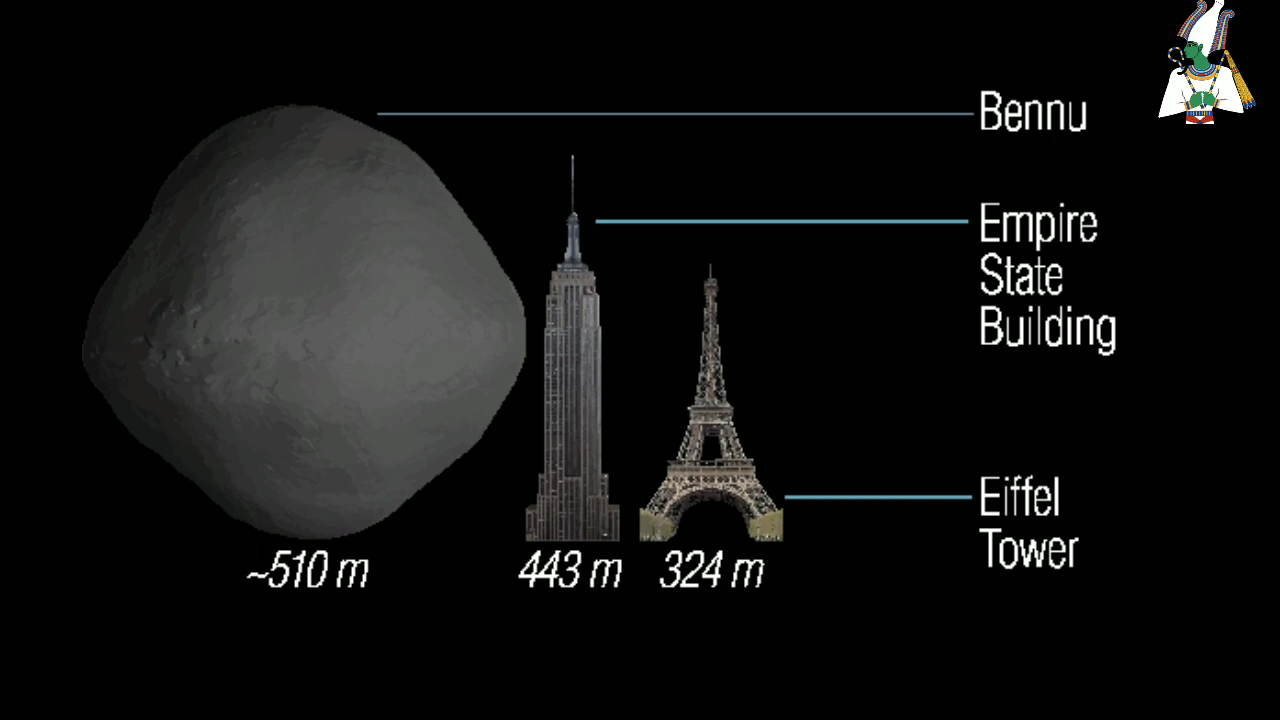 Bennu
Empire
State
Building
Eiffel
Tower
~510 m
443 m
324 m